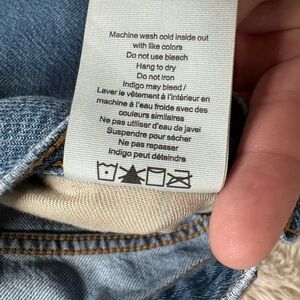 Machine wash cold inside out
with like colors
Do not use bleach
Hang to dry
Do not iron
Indigo may bleed /
Laver le vêtement à l'intérieur en
machine à l'eau froide avec des
couleurs similaires
Ne pas utiliser d'eau de javel
Suspendre pour sécher
Ne pas repasser
Indigo peut déteindre